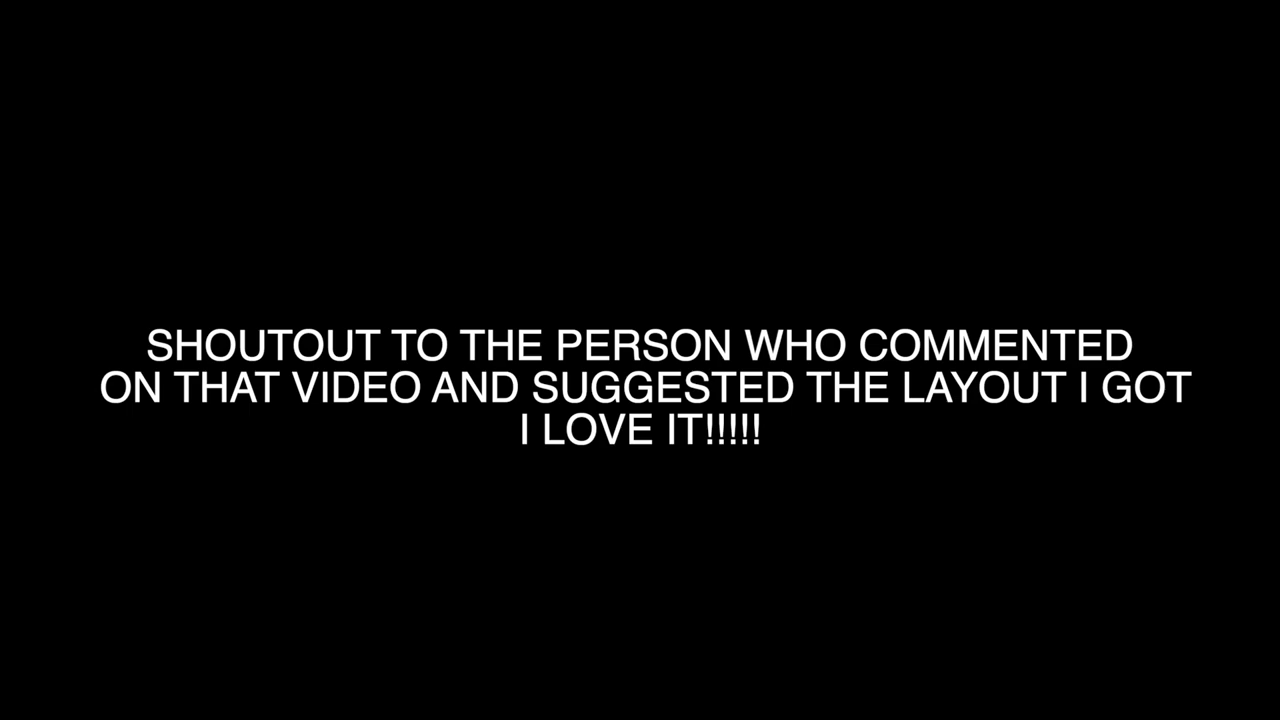 SHOUTOUT TO THE PERSON WHO COMMENTED
ON THAT VIDEO AND SUGGESTED THE LAYOUT I GOT
I LOVE IT!!!!!